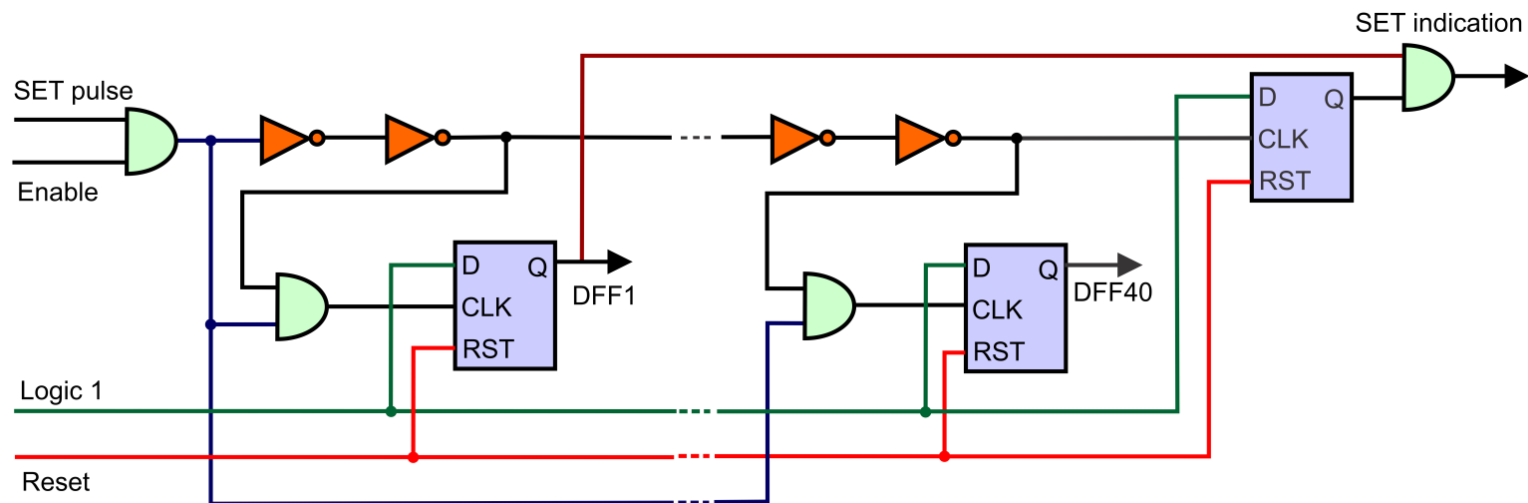 SET indication
SET pulse
Enable
D
Q
CLK
RST
D
Q
CLK
RST
DFF1
D
Q
CLK
RST
DFF40
Logic 1
Reset